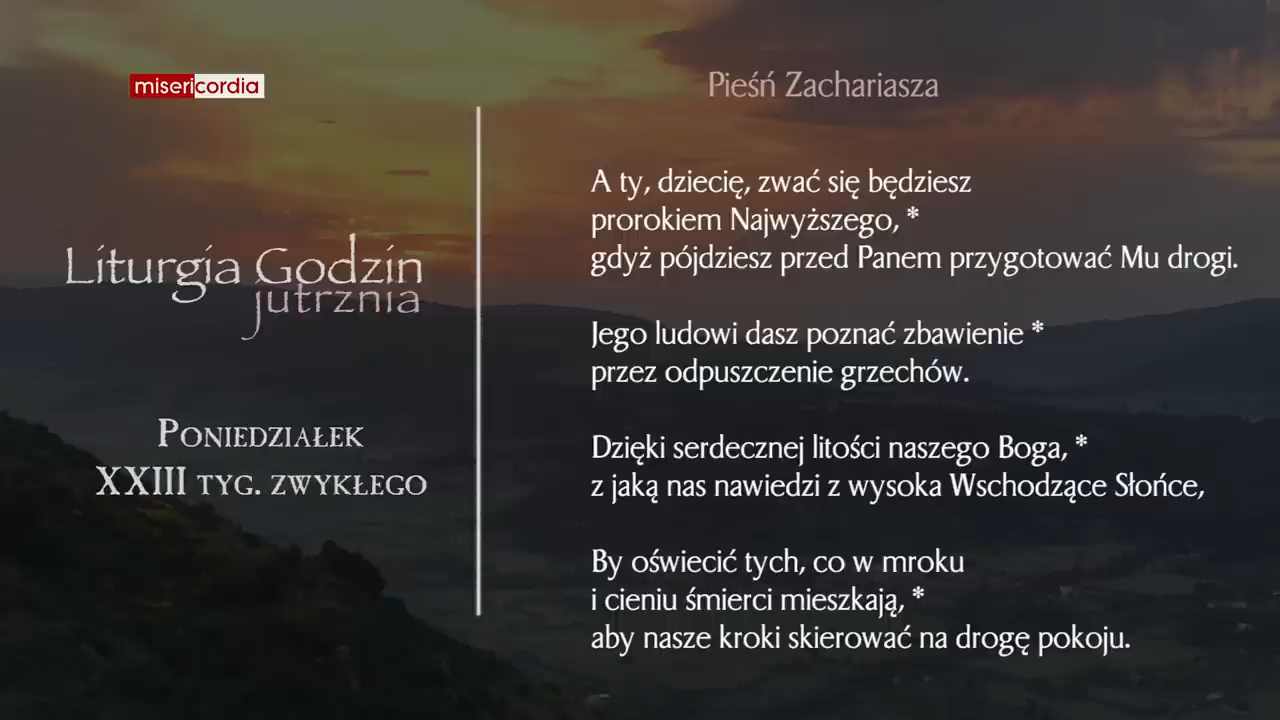 misericordia
Liturgia Godzin
jutrznia
Poniedziałek
XXIII tyg. zwykłego
Pieśń Zachariasza
A ty, dziecię, zwać się będziesz
prorokiem Najwyższego, *
gdyż pójdziesz przed Panem przygotować Mu drogi.
Jego ludowi dasz poznać zbawienie *
przez odpuszczenie grzechów.
Dzięki serdecznej litości naszego Boga, *
z jaką nas nawiedzi z wysoka Wschodzące Słońce,
By oświecić tych, co w mroku
i cieniu śmierci mieszkają, *
aby nasze kroki skierować na drogę pokoju.